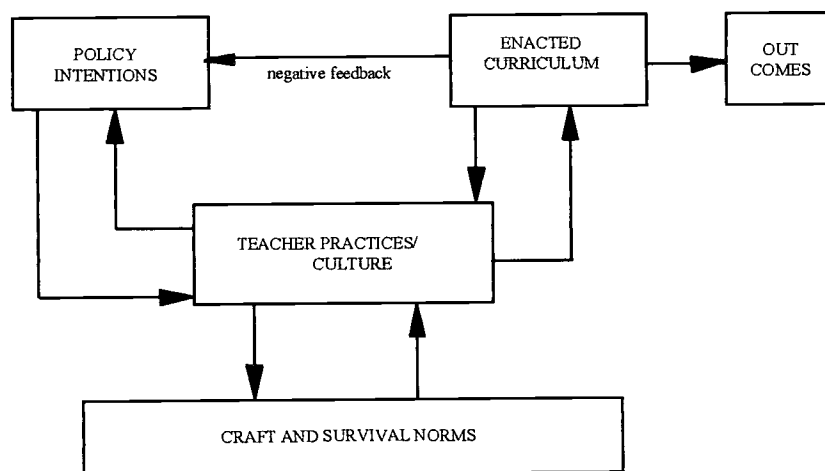 POLICY
INTENTIONS
negative feedback
ENACTED
CURRICULUM
OUT
COMES
TEACHER PRACTICES/
CULTURE
CRAFT AND SURVIVAL NORMS